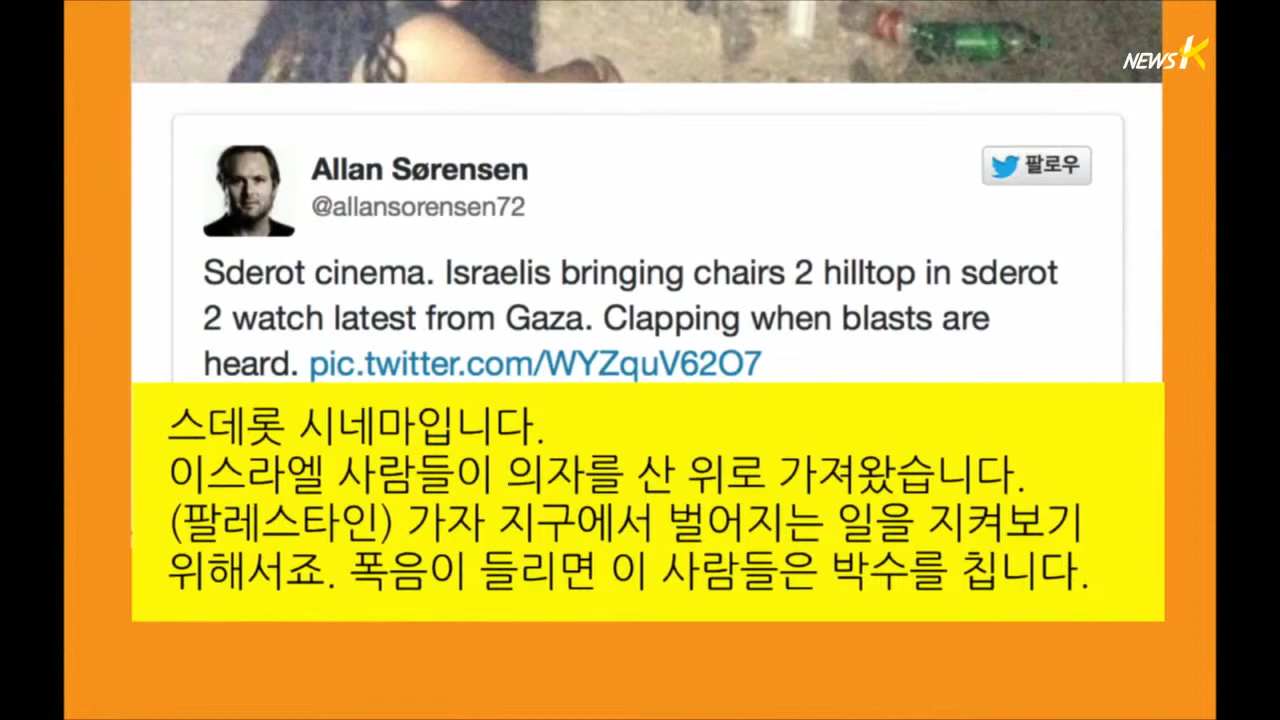 NEWS K
Allan Sørensen
팔로우
@allansorensen72
Sderot cinema. Israelis bringing chairs 2 hilltop in sderot
2 watch latest from Gaza. Clapping when blasts are
heard. pic.twitter.com/WYZquV62O7
스데롯 시네마입니다.
이스라엘 사람들이 의자를 산 위로 가져왔습니다.
(팔레스타인) 가자 지구에서 벌어지는 일을 지켜보기
위해서죠. 폭음이 들리면 이 사람들은 박수를 칩니다.